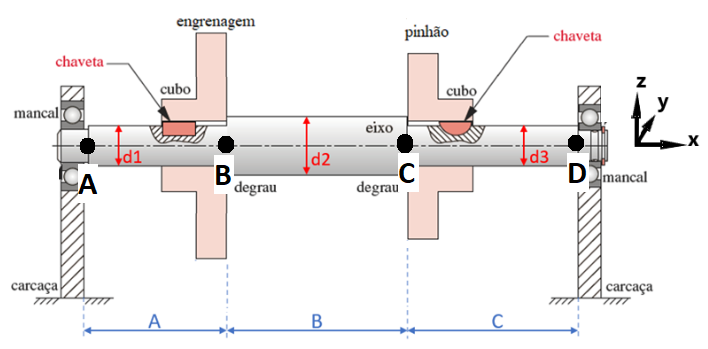 engrenagem
pinhão
chaveta
chaveta
cubo
cubo
mancal
eixo
z
y
x
d1
d2
d3
A
B
C
D
degrau
degrau
mancal
carcaça
carcaça
A
B
C